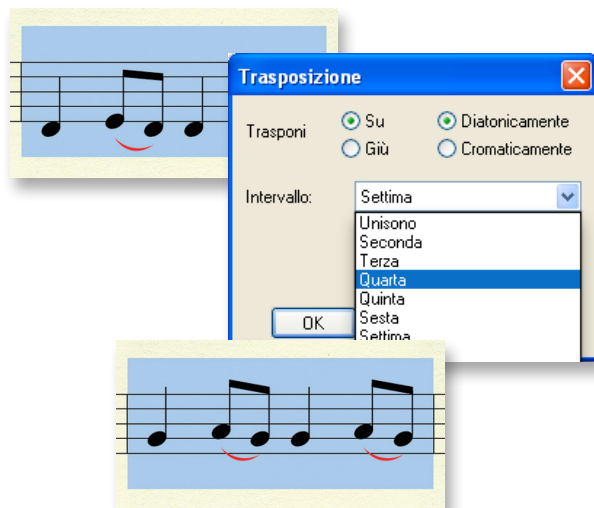 Trasposizione
Trasponi
Su
Diatonicamente
Giù
Cromaticamente
Intervallo:
Settima
Unisono
Seconda
Terza
Quarta
Quinta
Sesta
OK
Settima